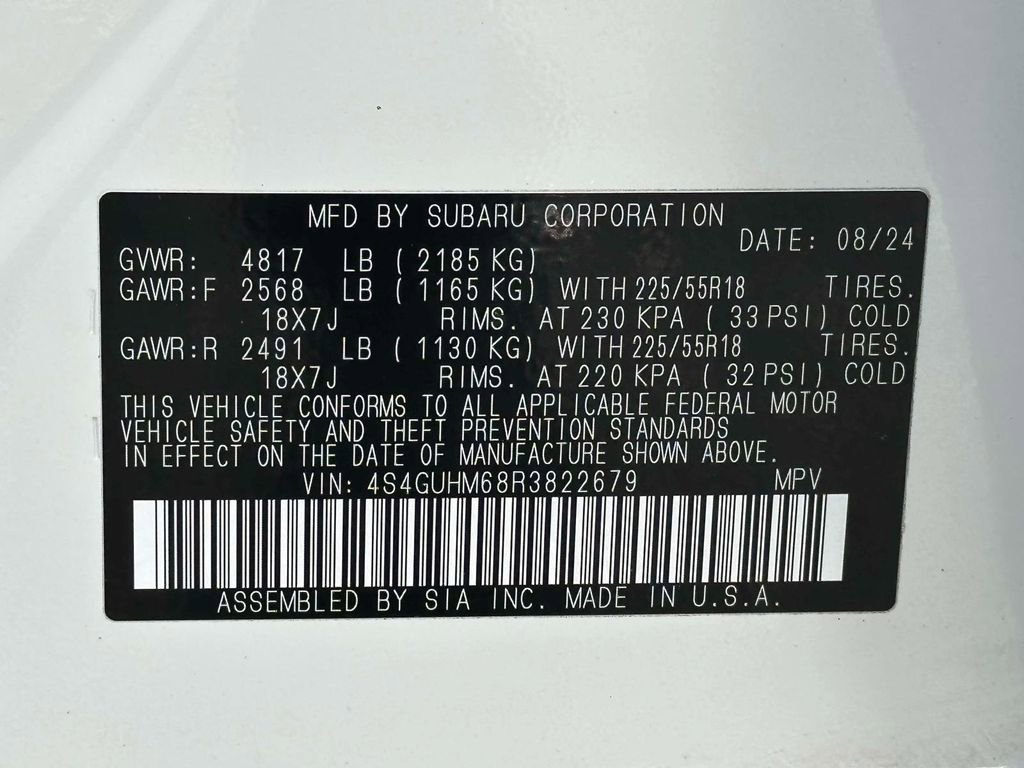 MFD BY SUBARU CORPORATION
DATE: 08/24
GVWR: 4817 LB ( 2185 KG)
GAWR:F 2568 LB ( 1165 KG) WITH 225/55R18 TIRES.
18X7J RIMS. AT 230 KPA ( 33 PSI) COLD
GAWR:R 2491 LB ( 1130 KG) WITH 225/55R18 TIRES.
18X7J RIMS. AT 220 KPA ( 32 PSI) COLD
THIS VEHICLE CONFORMS TO ALL APPLICABLE FEDERAL MOTOR
VEHICLE SAFETY AND THEFT PREVENTION STANDARDS
IN EFFECT ON THE DATE OF MANUFACTURE SHOWN ABOVE.
VIN: 4S4GUHM68R3822679 MPV
ASSEMBLED BY SIA INC. MADE IN U.S.A.